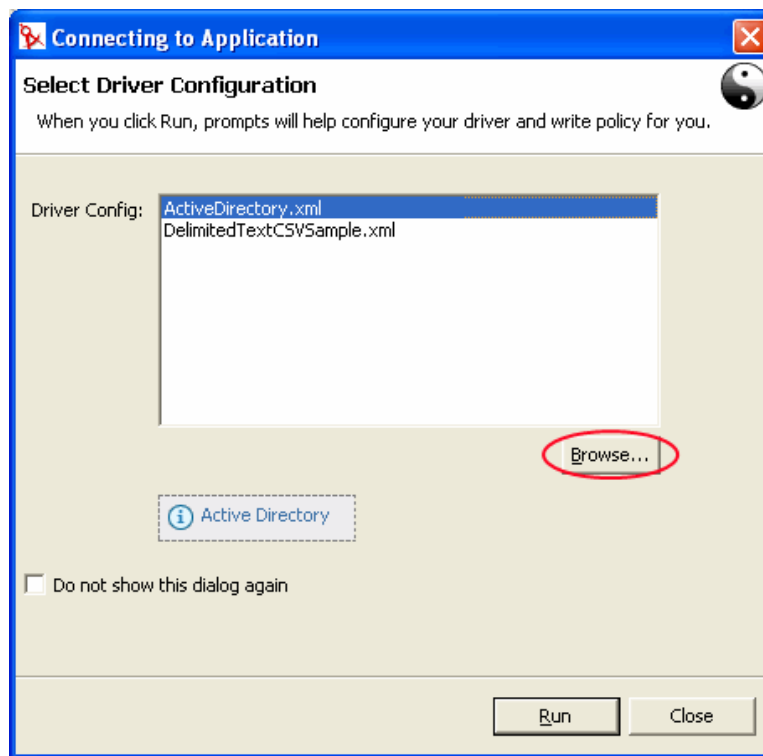 Connecting to Application
Select Driver Configuration
When you click Run, prompts will help configure your driver and write policy for you.
Driver Config:
ActiveDirectory.xml
DelimitedTextCSVSample.xml
Browse...
Active Directory
Do not show this dialog again
Run
Close